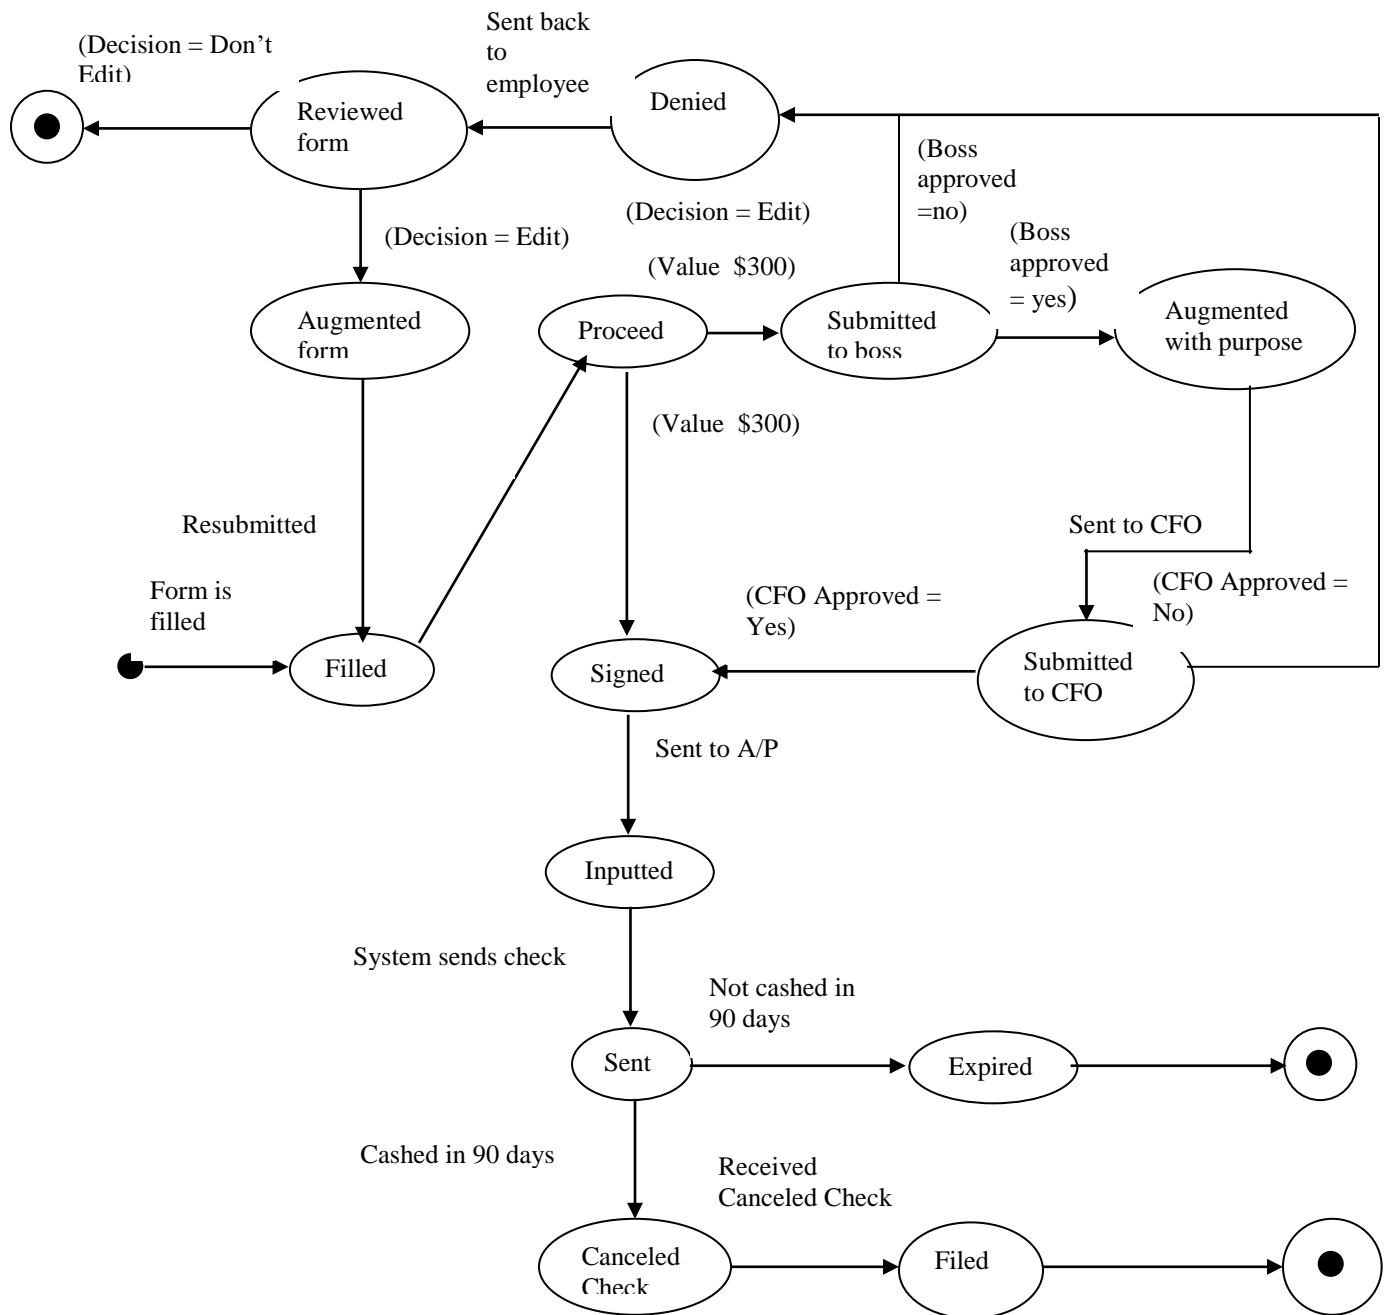 (Decision = Don't
Edit)
Sent back
to
employee
Reviewed
form
Denied
(Boss
approved
=no)
(Decision = Edit)
(Decision = Edit)
(Value  $300)
(Boss
approved
= yes)
Augmented
form
Proceed
Submitted
to boss
Augmented
with purpose
(Value  $300)
Resubmitted
Sent to CFO
Form is
filled
(CFO Approved =
Yes)
(CFO Approved =
No)
Filled
Signed
Submitted
to CFO
Sent to A/P
Inputted
System sends check
Not cashed in
90 days
Sent
Expired
Cashed in 90 days
Received
Canceled Check
Canceled
Check
Filed